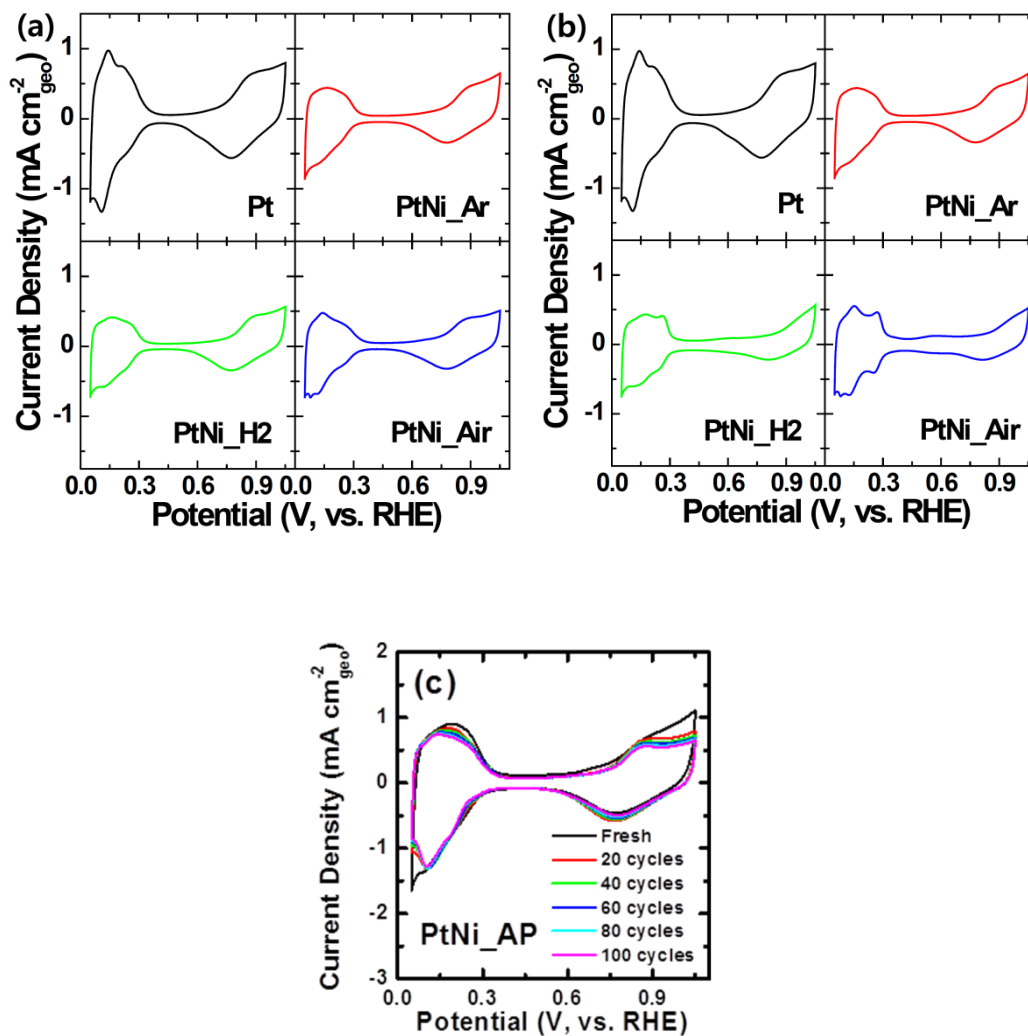 (a)
Current Density (mA cm-2geo)
1
0
-1
Pt
PtNi_Ar
1
0
-1
PtNi_H2
PtNi_Air
0.0 0.3 0.6 0.9 0.3 0.6 0.9
Potential (V, vs. RHE)
(b)
Current Density (mA cm-2geo)
1
0
-1
Pt
PtNi_Ar
1
0
-1
PtNi_H2
PtNi_Air
0.0 0.3 0.6 0.9 0.3 0.6 0.9
Potential (V, vs. RHE)
(c)
Current Density (mA cm-2geo)
2
1
0
-1
-2
-3
Fresh
20 cycles
40 cycles
60 cycles
80 cycles
100 cycles
PtNi_AP
0.0 0.3 0.6 0.9
Potential (V, vs. RHE)